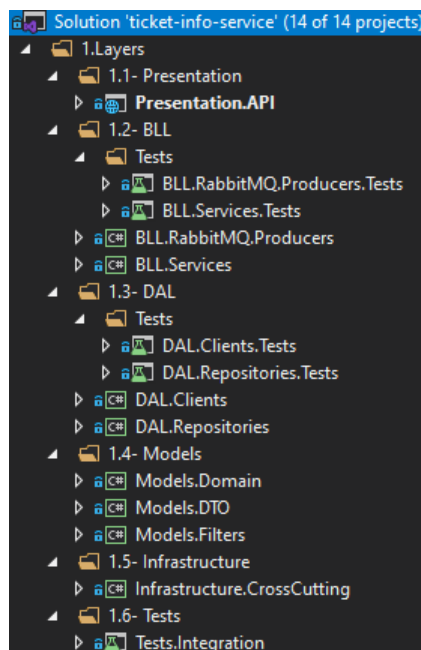 Solution 'ticket-info-service' (14 of 14 projects)
1.Layers
1.1- Presentation
Presentation.API
1.2- BLL
Tests
BLL.RabbitMQ.Producers.Tests
BLL.Services.Tests
BLL.RabbitMQ.Producers
BLL.Services
1.3- DAL
Tests
DAL.Clients.Tests
DAL.Repositories.Tests
DAL.Clients
DAL.Repositories
1.4- Models
Models.Domain
Models.DTO
Models.Filters
1.5- Infrastructure
Infrastructure.CrossCutting
1.6- Tests
Tests.Integration